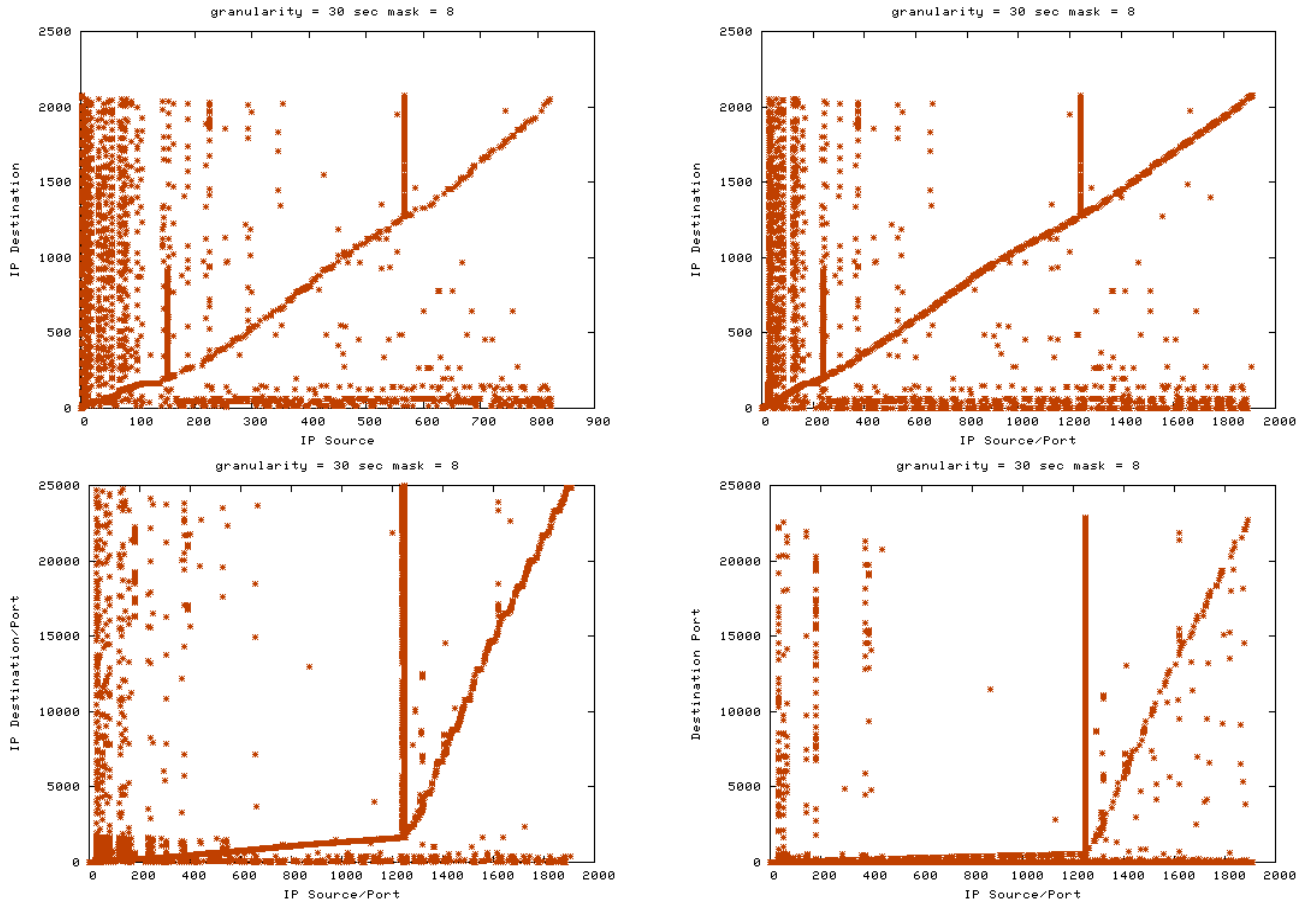 granularity = 30 sec mask = 8
2500
2000
1500
1000
500
0
IP Destination
0 100 200 300 400 500 600 700 800 900
IP Source
granularity = 30 sec mask = 8
2500
2000
1500
1000
500
0
IP Destination
0 200 400 600 800 1000 1200 1400 1600 1800 2000
IP Source/Port
granularity = 30 sec mask = 8
25000
20000
15000
10000
5000
0
IP Destination/Port
0 200 400 600 800 1000 1200 1400 1600 1800 2000
IP Source/Port
granularity = 30 sec mask = 8
25000
20000
15000
10000
5000
0
Destination Port
0 200 400 600 800 1000 1200 1400 1600 1800 2000
IP Source/Port